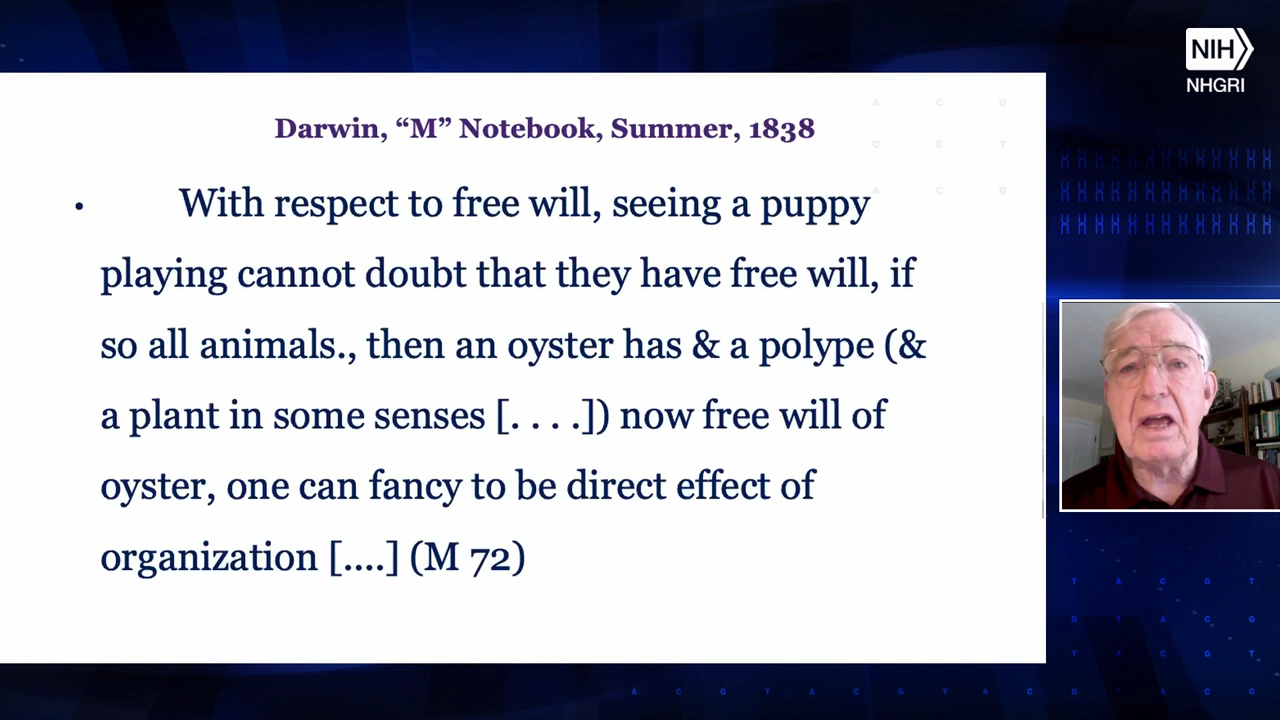 NIH
NHGRI
Darwin, “M” Notebook, Summer, 1838
A C G
C G T
A C G
• With respect to free will, seeing a puppy
playing cannot doubt that they have free will, if
so all animals., then an oyster has & a polype (&
a plant in some senses [. . . .]) now free will of
oyster, one can fancy to be direct effect of
organization [....] (M 72)
T A C G T
G T A C G
T A C G T
A C G T A C G T A C G T A C G